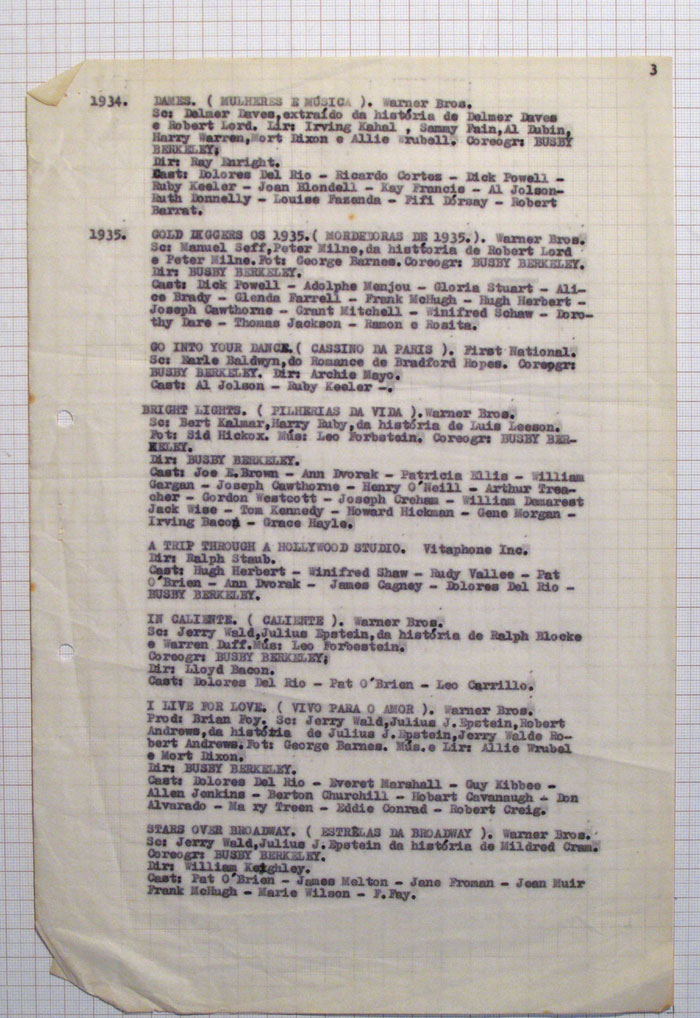 3
1934. DAMES. ( MULHERES E MÚSICA ). Warner Bros.
Sc: Delmer Daves,extraído da história de Delmer Daves
e Robert Lord. Lir: Irving Kahal , Sammy Fain,Al Dubin,
Harry Warren,Mort Dixon e Allie Wrubell. Coreogr: BUSBY
BERKELEY;
Dir: Ray Enright.
Cast: Dolores Del Rio - Ricardo Cortes - Dick Powell -
Ruby Keeler - Joan Blondell - Kay Francis - Al Jolson-
Ruth Donnelly - Louise Fazenda - Fifi Dórsay - Robert
Barrat.
1935. GOLD DIGGERS OS 1935.( MORDEDORAS DE 1935.). Warner Bros.
Sc: Manuel Seff,Peter Milne,da histtoria de Robert Lord
e Peter Milne.Fot: George Barnes.Coreogr: BUSBY BERKELEY.
Dir: BUSBY BERKELEY.
Cast: Dick Powell - Adolphe Menjou - Gloria Stuart - Ali-
ce Brady - Glenda Farrell - Frank McHugh - Hugh Herbert -
Joseph Cawthorne - Grant Mitchell - Winifred Schaw - Doro-
thy Dare - Thomas Jackson - Ramon e Rosita.
GO INTO YOUR DANCE.( CASSINO DA PARIS ). First National.
Sc: Earle Baldwyn,do Romance de Bradford Ropes. Coreogr:
BUSBY BERKELEY. Dir: Archie Mayo.
Cast: Al Jolson - Ruby Keeler -.
BRIGHT LIGHTS. ( PILHERIAS DA VIDA ).Warner Bros.
Sc: Bert Kalmar,Harry Ruby,da história de Luis Leeson.
Fot: Sid Hickox. Mús: Leo Forbstein. Coreogr: BUSBY BER-
KELEY.
Dir: BUSBY BERKELEY.
Cast: Joe E.Brown - Ann Dvorak - Patricia Ellis - William
Gargan - Joseph Cawthorne - Henry O'Neill - Arthur Trea-
cher - Gordon Westcott - Joseph Creham - William Damarest
Jack Wise - Tom Kennedy - Howard Hickman - Gene Morgan -
Irving Bacon - Grace Hayle.
A TRIP THROUGH A HOLLYWOOD STUDIO. Vitaphone Inc.
Dir: Ralph Staub.
Cast: Hugh Herbert - Winifred Shaw - Rudy Vallee - Pat
O'Brien - Ann Dvorak - James Cagney - Dolores Del Rio -
BUSBY BERKELEY.
IN CALIENTE. ( CALIENTE ). Warner Bros.
Sc: Jerry Wald,Julius Epstein,da história de Ralph Blocke
e Warren Duff.Mús: Leo Forbestein.
Coreogr: BUSBY BERKELEY;
Dir: Lloyd Bacon.
Cast: Dolores Del Rio - Pat O'Brien - Leo Carrillo.
I LIVE FOR LOVE. ( VIVO PARA O AMOR ). Warner Bros.
Prod: Brian Foy. Sc: Jerry Wald,Julius J.Epstein,Robert
Andrews,da história de Julius J.Epstein,Jerry Walde Ro-
bert Andrews.Fot: George Barnes. Mús.e Lir: Allie Wrubel
e Mort Dixon.
Dir: BUSBY BERKELEY.
Cast: Dolores Del Rio - Everet Marshall - Guy Kibbee -
Allen Jenkins - Berton Churchill - Hobart Cavanaugh - Don
Alvarado - Ma ry Treen - Eddie Conrad - Robert Creig.
STARS OVER BROADWAY. ( ESTRÊLAS DA BROADWAY ). Warner Bros.
Sc: Jerry Wald,Julius J.Epstein da história de Mildred Cram.
Coreogr: BUSBY BERKELEY.
Dir: William Keighley.
Cast: Pat O'Brien - James Melton - Jane Froman - Jean Muir
Frank McHugh - Marie Wilson - F.Fay.